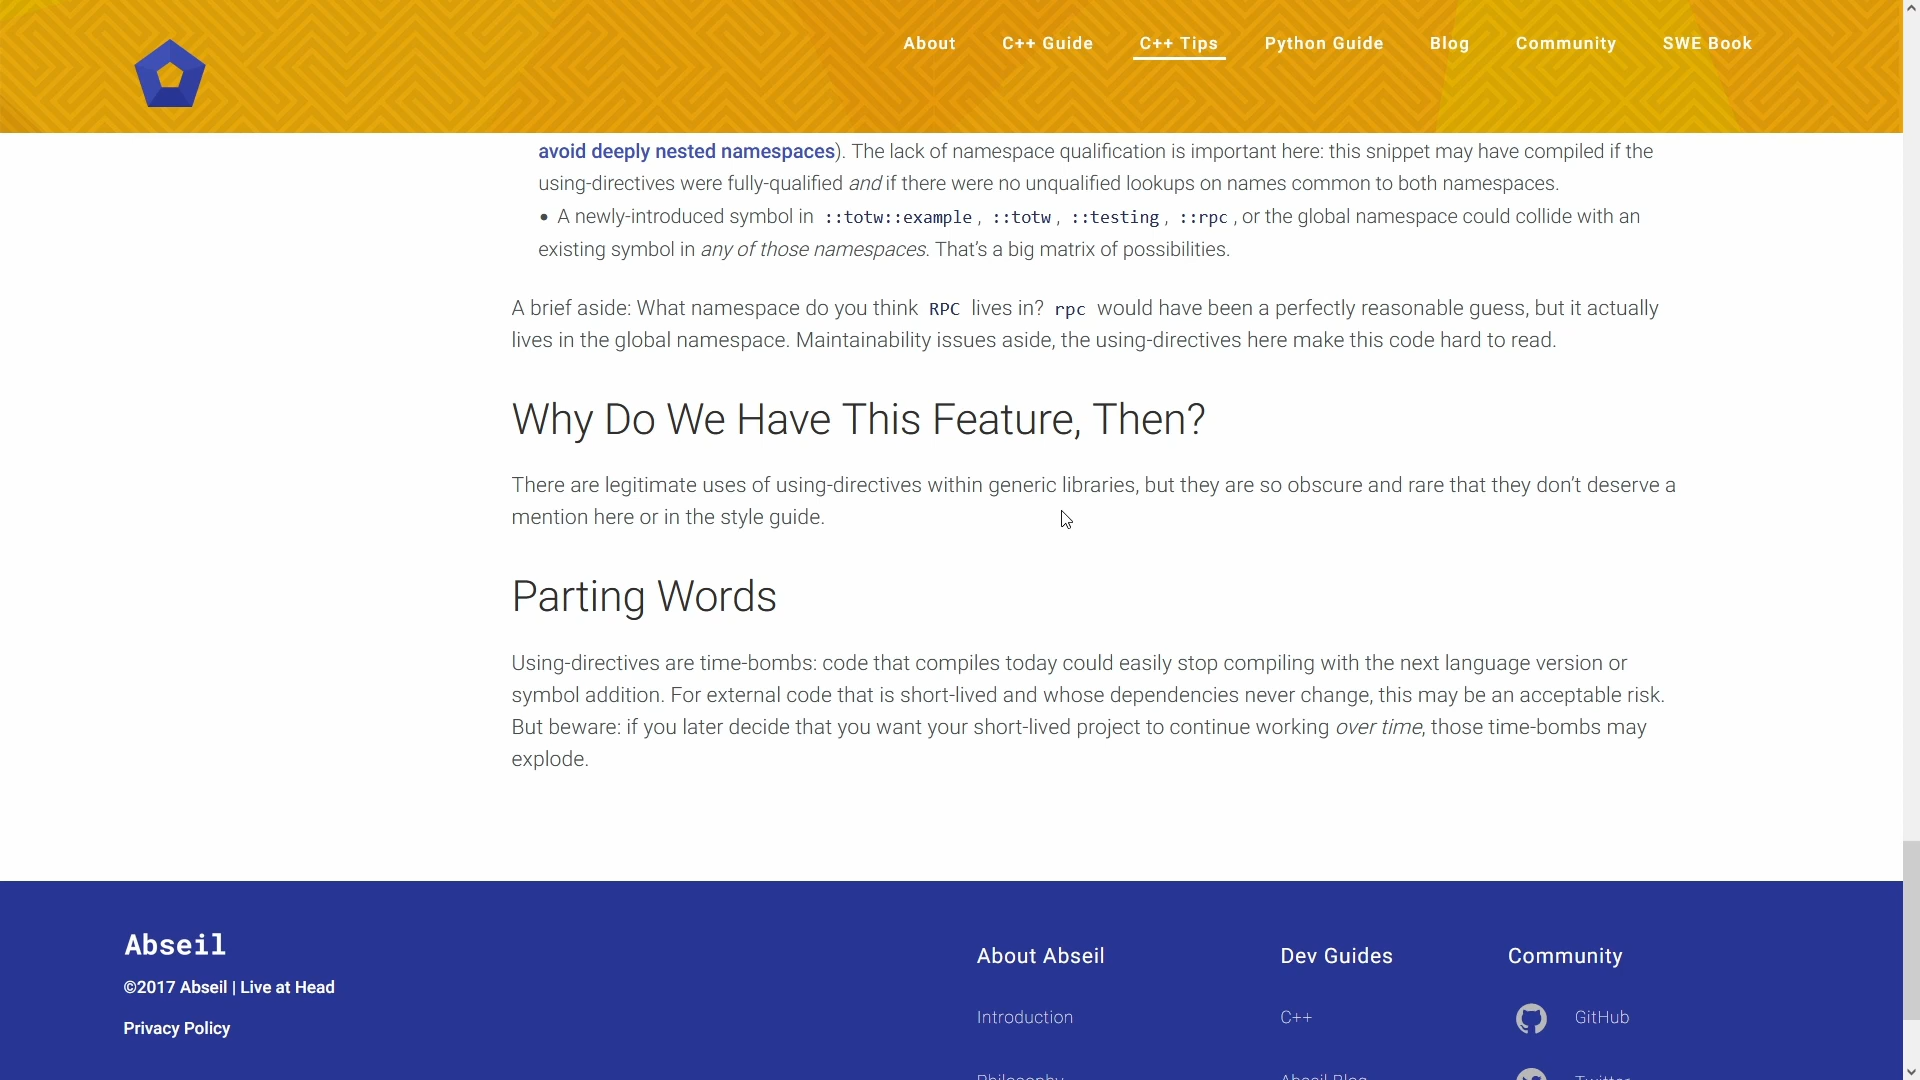 About C++ Guide C++ Tips Python Guide Blog Community SWE Book
avoid deeply nested namespaces). The lack of namespace qualification is important here: this snippet may have compiled if the
using-directives were fully-qualified and if there were no unqualified lookups on names common to both namespaces.
• A newly-introduced symbol in ::totw::example, ::totw, ::testing, ::rpc, or the global namespace could collide with an
existing symbol in any of those namespaces. That’s a big matrix of possibilities.
A brief aside: What namespace do you think RPC lives in? rpc would have been a perfectly reasonable guess, but it actually
lives in the global namespace. Maintainability issues aside, the using-directives here make this code hard to read.
Why Do We Have This Feature, Then?
There are legitimate uses of using-directives within generic libraries, but they are so obscure and rare that they don’t deserve a
mention here or in the style guide.
Parting Words
Using-directives are time-bombs: code that compiles today could easily stop compiling with the next language version or
symbol addition. For external code that is short-lived and whose dependencies never change, this may be an acceptable risk.
But beware: if you later decide that you want your short-lived project to continue working over time, those time-bombs may
explode.
Abseil
©2017 Abseil | Live at Head
Privacy Policy
About Abseil
Introduction
Philosophy
Dev Guides
C++
Abseil Blog
Community
GitHub
Twitter